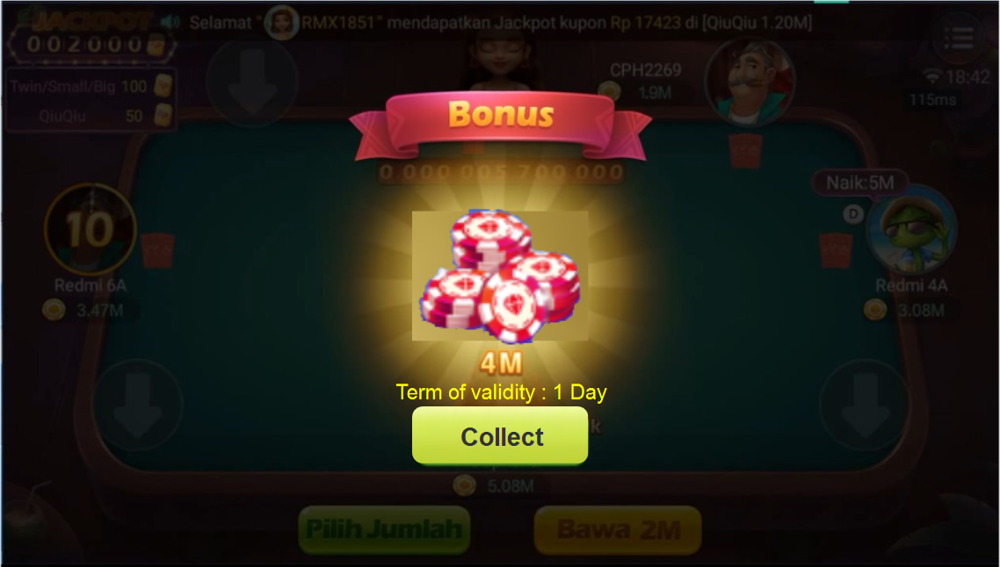 JACKPOT
002000
Selamat "RMX1851" mendapatkan Jackpot kupon Rp 17423 di [QiuQiu 1.20M]
Twin/Small/Big 100
QiuQiu 50
CPH2269
1.9M
18:42
115ms
Bonus
0 000 005 700 000
Naik:5M
D
10
Redmi 6A
3.47M
Redmi 4A
3.08M
4M
Term of validity : 1 Day
Collect
5.08M
Pilih Jumlah
Bawa 2M